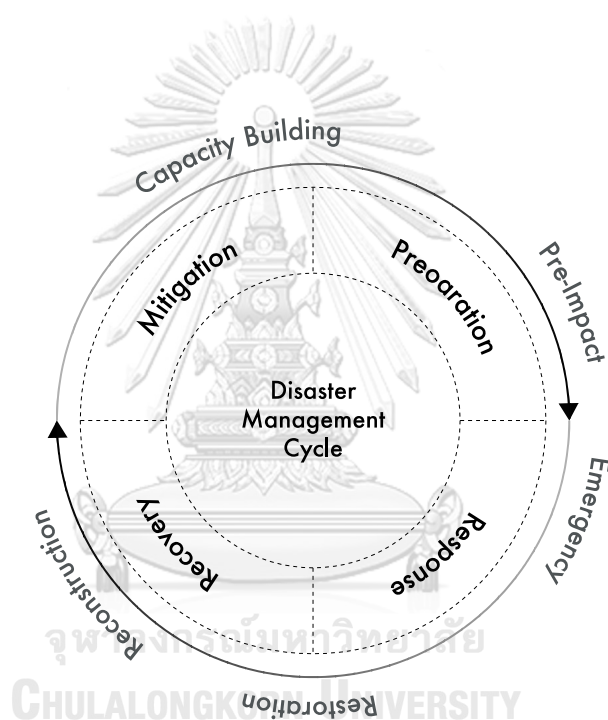 Capacity Building
Pre-Impact
Emergency
Restoration
Reconstruction
Mitigation
Preoaration
Response
Recovery
Disaster
Management
Cycle
จุฬาลงกรณ์มหาวิทยาลัย
CHULALONGKORN UNIVERSITY